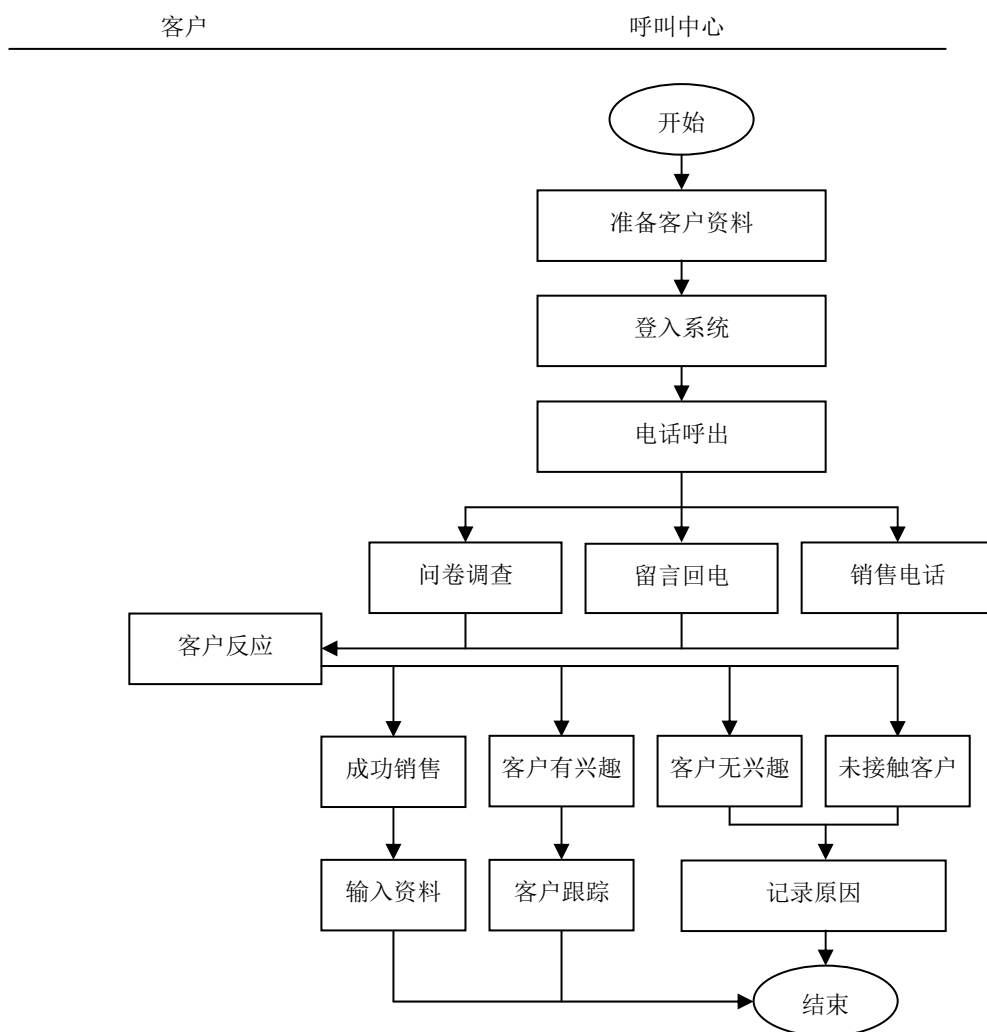 客户 呼叫中心
开始
准备客户资料
登入系统
电话呼出
问卷调查 留言回电 销售电话
客户反应
成功销售 客户有兴趣 客户无兴趣 未接触客户
输入资料 客户跟踪 记录原因
结束